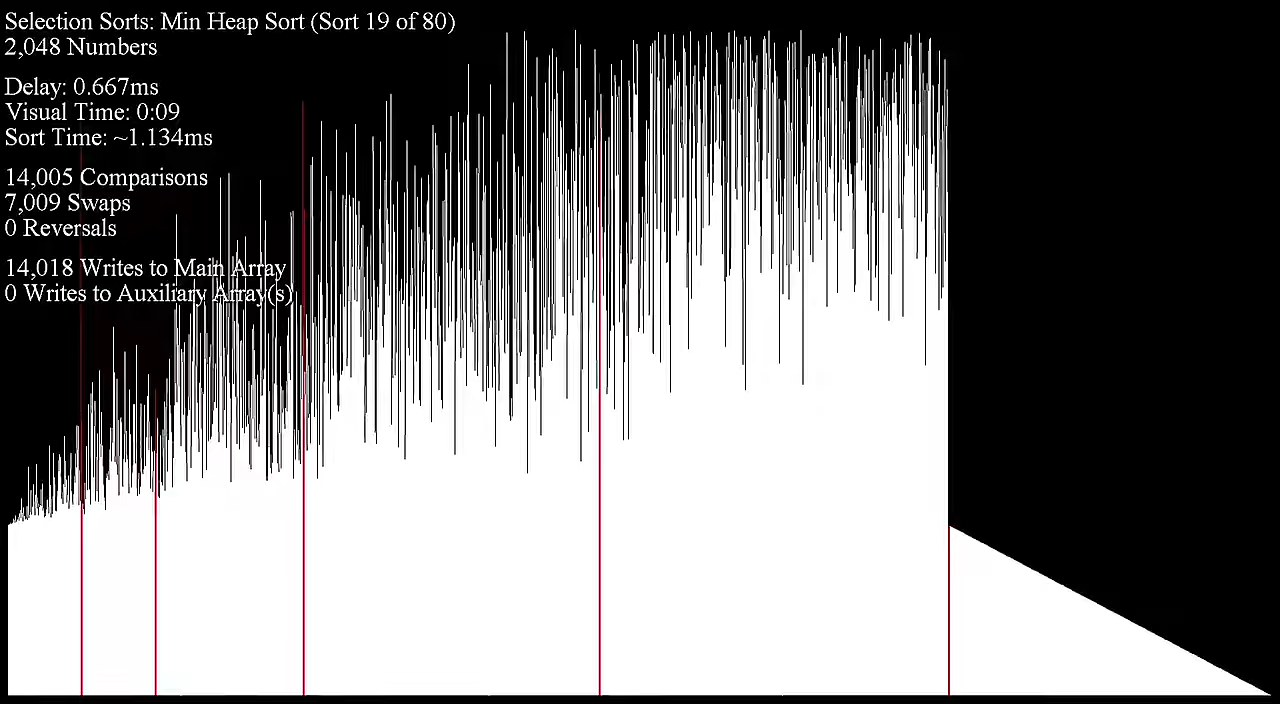 Selection Sorts: Min Heap Sort (Sort 19 of 80)
2,048 Numbers
Delay: 0.667ms
Visual Time: 0:09
Sort Time: ~1.134ms
14,005 Comparisons
7,009 Swaps
0 Reversals
14,018 Writes to Main Array
0 Writes to Auxiliary Array(s)